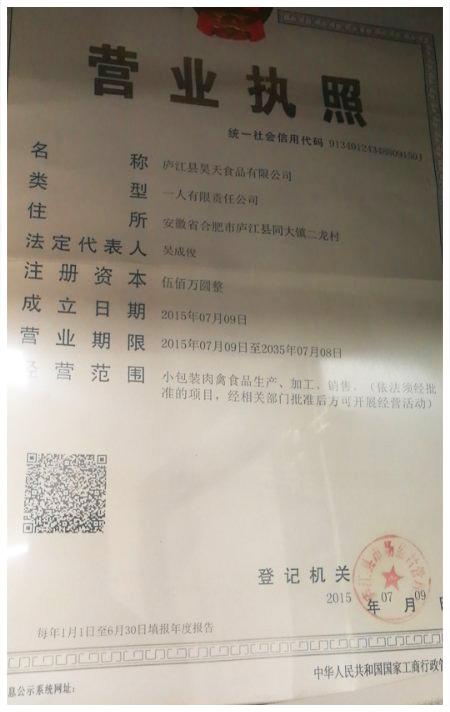 营业执照
统一社会信用代码
名称 庐江县昊天食品有限公司
类型 一人有限责任公司
住所 安徽省合肥市庐江县同大镇二龙村
法定代表人 吴成俊
注册资本 伍佰万圆整
成立日期 2015年07月09日
营业期限 2015年07月09日至2035年07月08日
经营范围 小包装肉禽食品生产、加工、销售。（依法须经批
准的项目，经相关部门批准后方可开展经营活动）
登记机关
2015 年 07 月 09 日
每年1月1日至6月30日填报年度报告
息公示系统网址：
中华人民共和国国家工商行政管